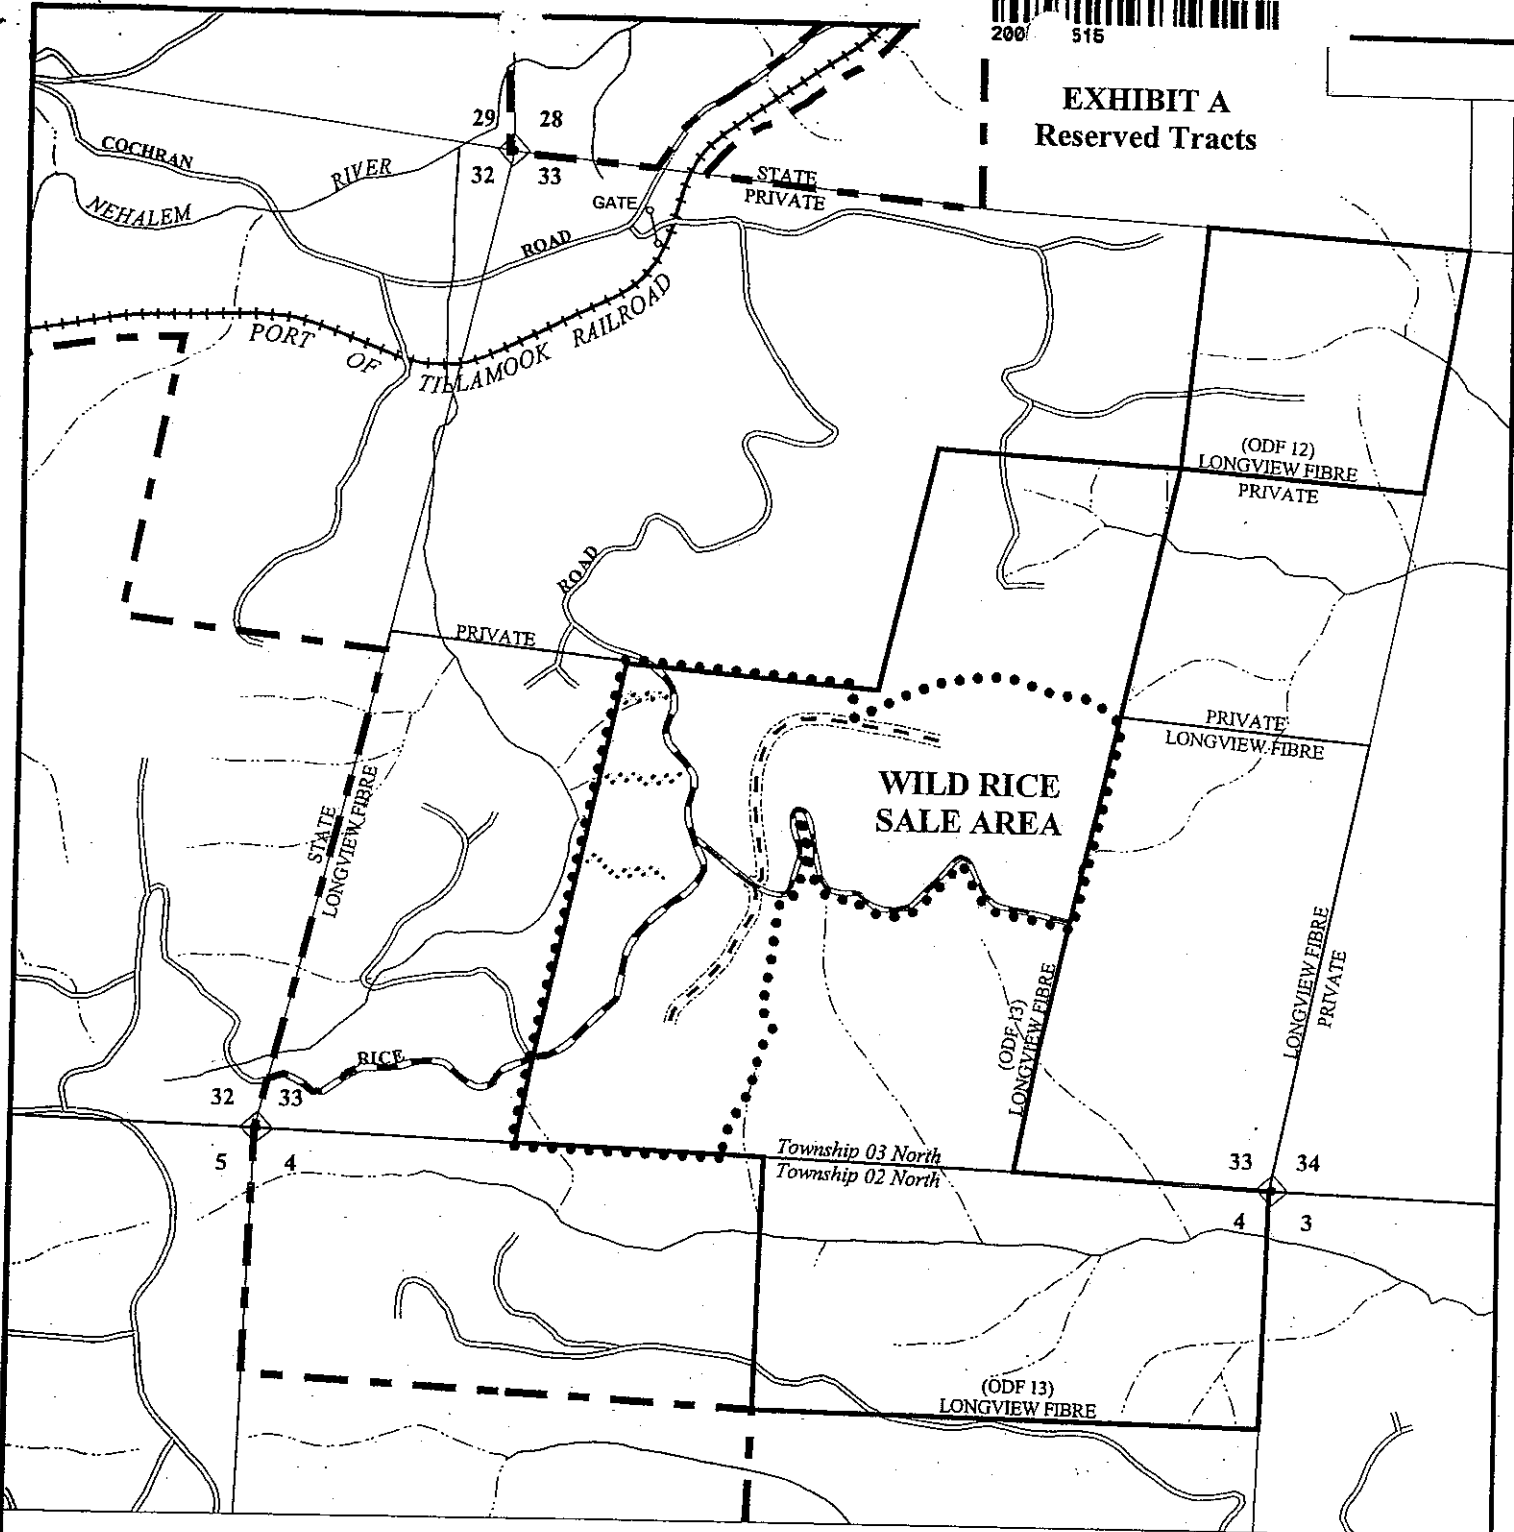 200 515
EXHIBIT A
Reserved Tracts
29 28
32 33
COCHRAN
RIVER
NEHALEM
GATE
STATE
PRIVATE
ROAD
PORT OF TILLAMOOK RAILROAD
(ODF 12)
LONGVIEW FIBRE
PRIVATE
ROAD
PRIVATE
PRIVATE
LONGVIEW FIBRE
WILD RICE
SALE AREA
STATE
LONGVIEW FIBRE
LONGVIEW FIBRE
PRIVATE
(ODF 13)
LONGVIEW FIBRE
RICE
32 33
5 4
Township 03 North
Township 02 North
33 34
4 3
(ODF 13)
LONGVIEW FIBRE